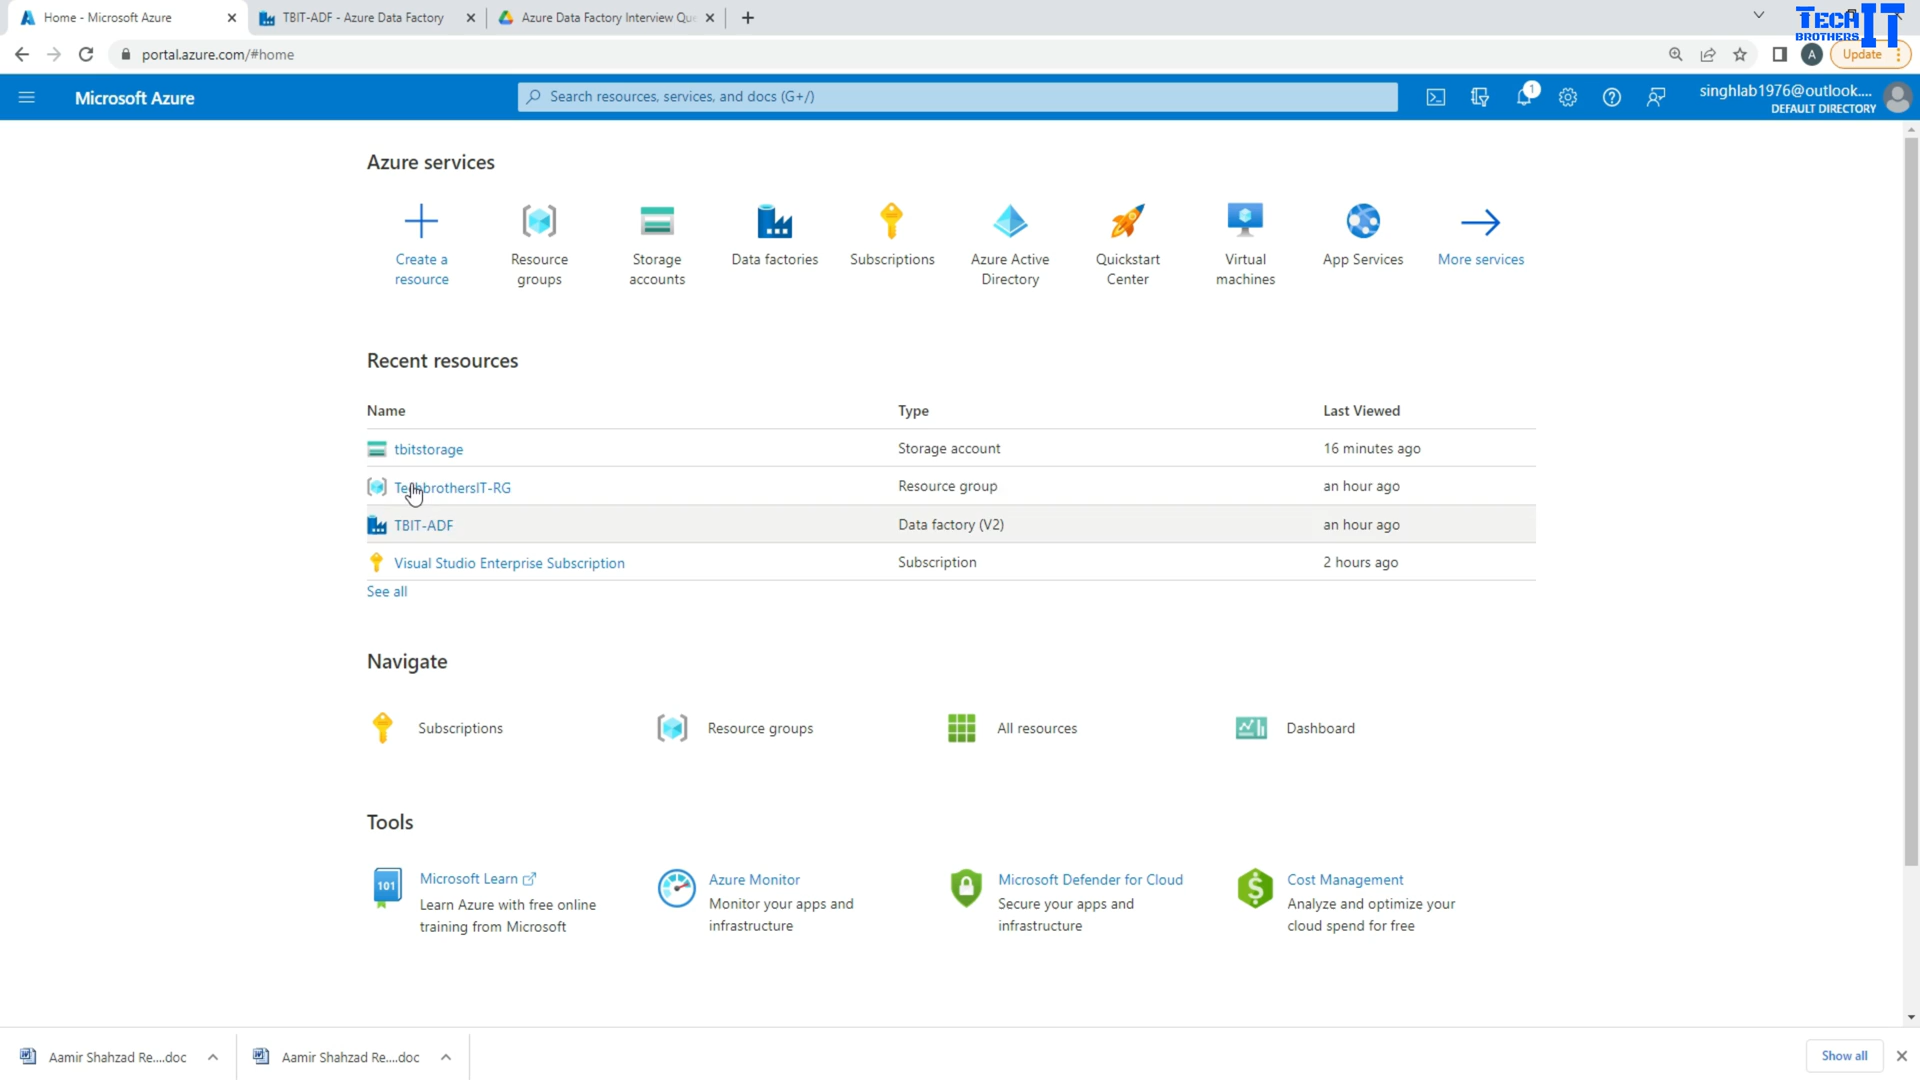 Home - Microsoft Azure
TBIT-ADF - Azure Data Factory
Azure Data Factory Interview Que
TECH IT
BROTHERS
portal.azure.com/#home
A
Update
Microsoft Azure
Search resources, services, and docs (G+/)
1
singhlab1976@outlook....
DEFAULT DIRECTORY
Azure services
Create a
resource
Resource
groups
Storage
accounts
Data factories
Subscriptions
Azure Active
Directory
Quickstart
Center
Virtual
machines
App Services
More services
Recent resources
Name Type Last Viewed
tbitstorage Storage account 16 minutes ago
TechbrothersIT-RG Resource group an hour ago
TBIT-ADF Data factory (V2) an hour ago
Visual Studio Enterprise Subscription Subscription 2 hours ago
See all
Navigate
Subscriptions Resource groups All resources Dashboard
Tools
101
Microsoft Learn
Learn Azure with free online
training from Microsoft
Azure Monitor
Monitor your apps and
infrastructure
Microsoft Defender for Cloud
Secure your apps and
infrastructure
Cost Management
Analyze and optimize your
cloud spend for free
Aamir Shahzad Re....doc
Aamir Shahzad Re....doc
Show all